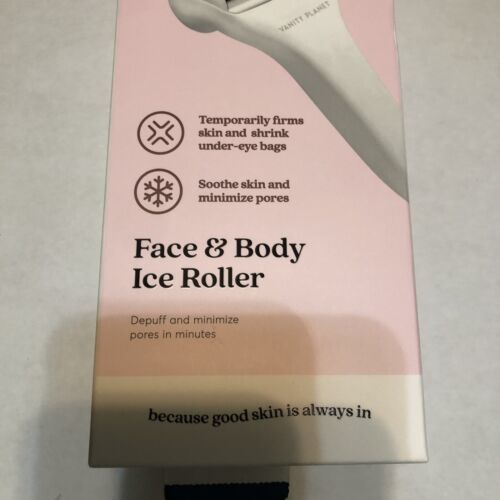 VANITY PLANET
Temporarily firms
skin and shrink
under-eye bags
Soothe skin and
minimize pores
Face & Body
Ice Roller
Depuff and minimize
pores in minutes
because good skin is always in